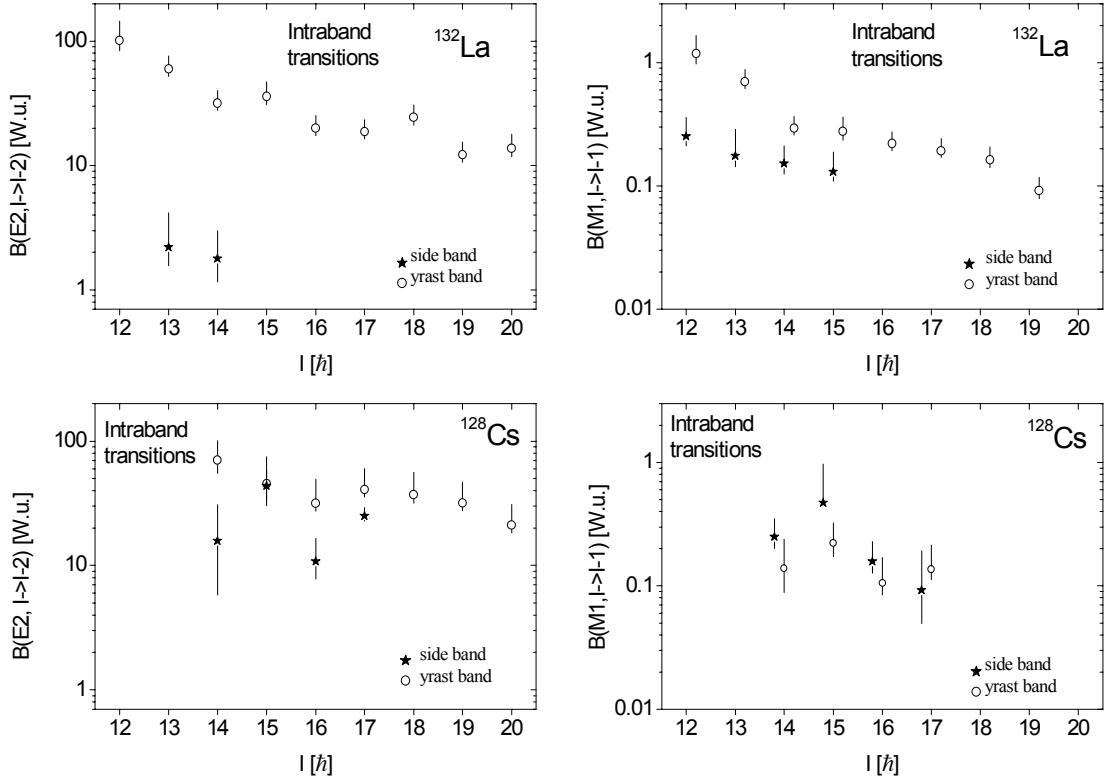 100
10
1
B(E2,I->I-2) [W.u.]
Intraband
transitions
¹³²La
side band
yrast band
12 13 14 15 16 17 18 19 20
I [ℏ]
1
0.1
0.01
B(M1,I->I-1) [W.u.]
Intraband
transitions
¹³²La
side band
yrast band
12 13 14 15 16 17 18 19 20
I [ℏ]
100
10
1
B(E2, I->I-2) [W.u.]
Intraband
transitions
¹²⁸Cs
side band
yrast band
12 13 14 15 16 17 18 19 20
I [ℏ]
1
0.1
0.01
B(M1,I->I-1) [W.u.]
Intraband
transitions
¹²⁸Cs
side band
yrast band
12 13 14 15 16 17 18 19 20
I [ℏ]